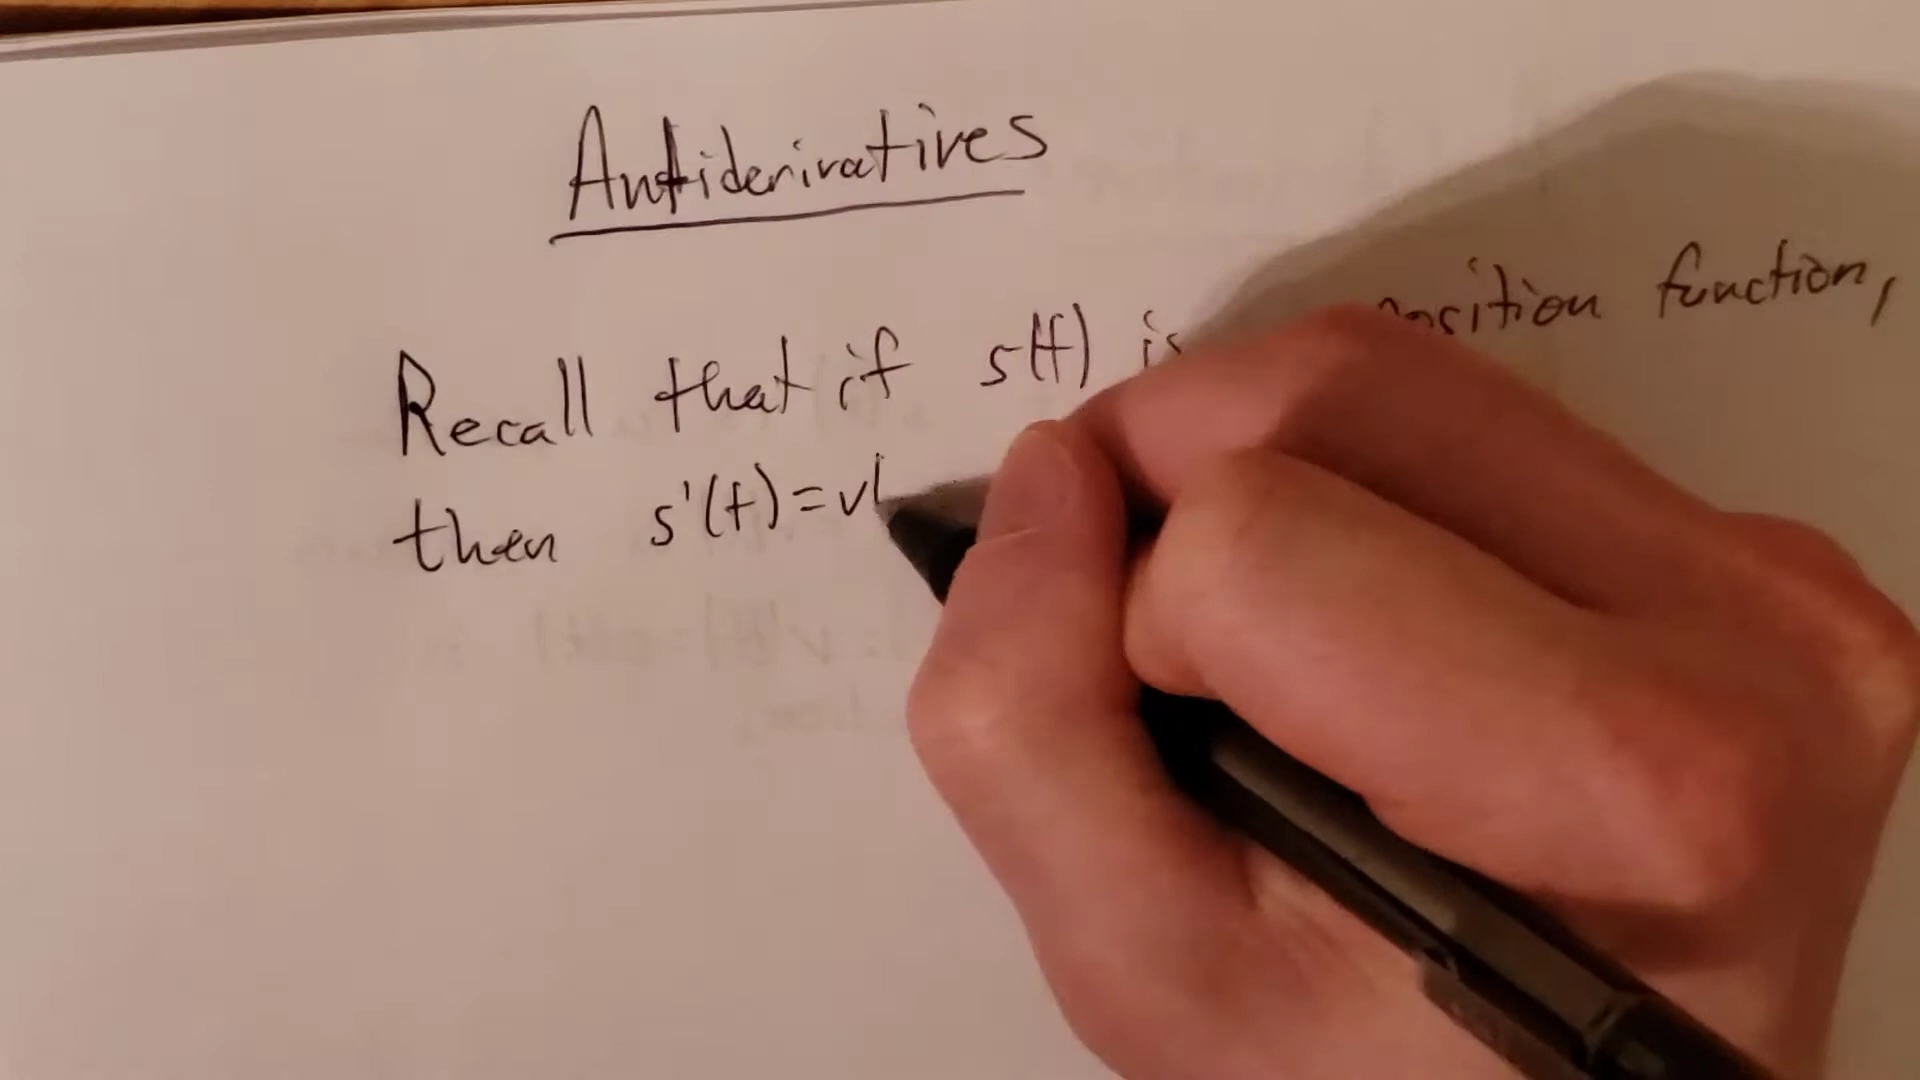 Antiderivatives
Recall that if s(t) is position function,
then s'(t)=v(